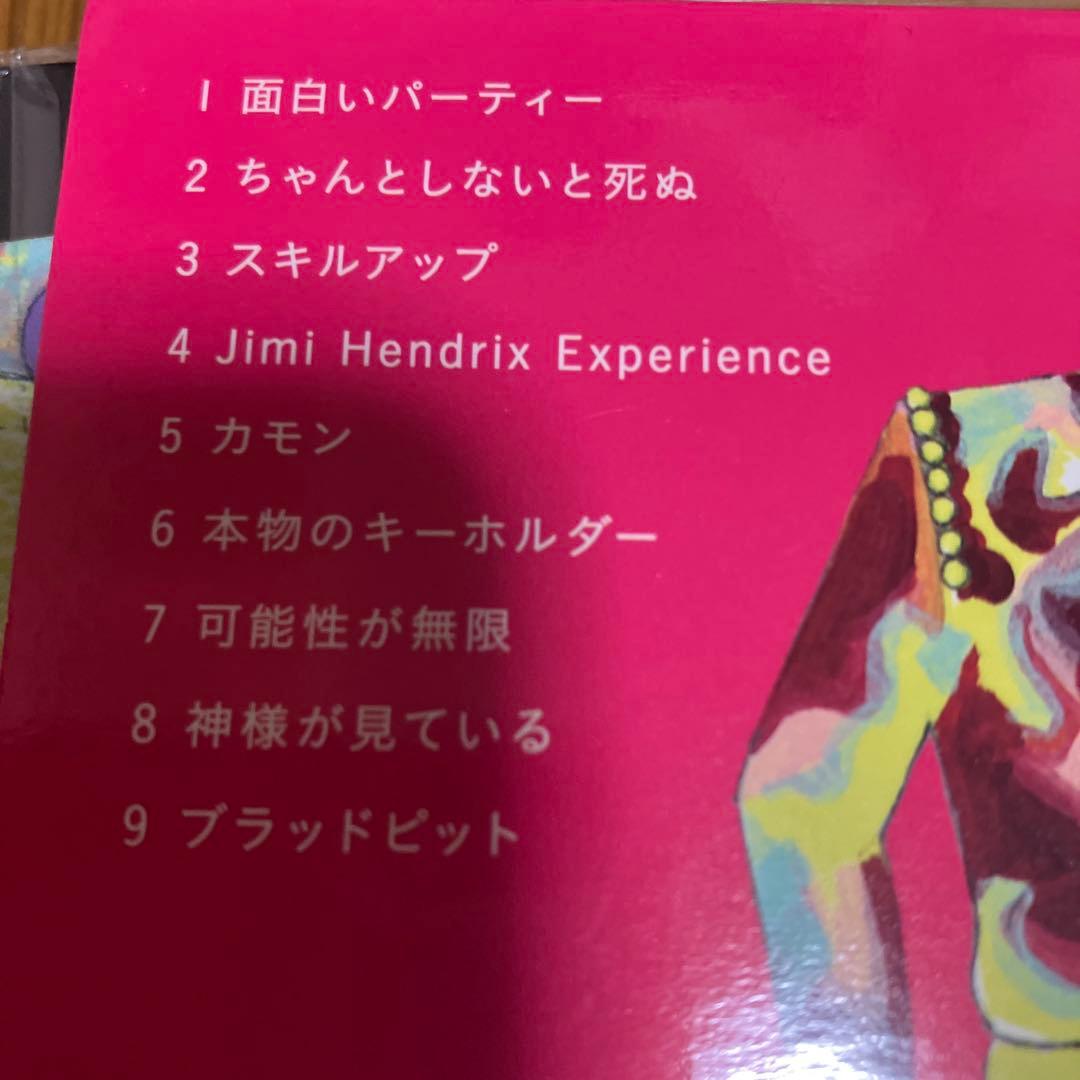 1 面白いパーティー
2 ちゃんとしないと死ぬ
3 スキルアップ
4 Jimi Hendrix Experience
5 カモン
6 本物のキーホルダー
7 可能性が無限
8 神様が見ている
9 ブラッドピット